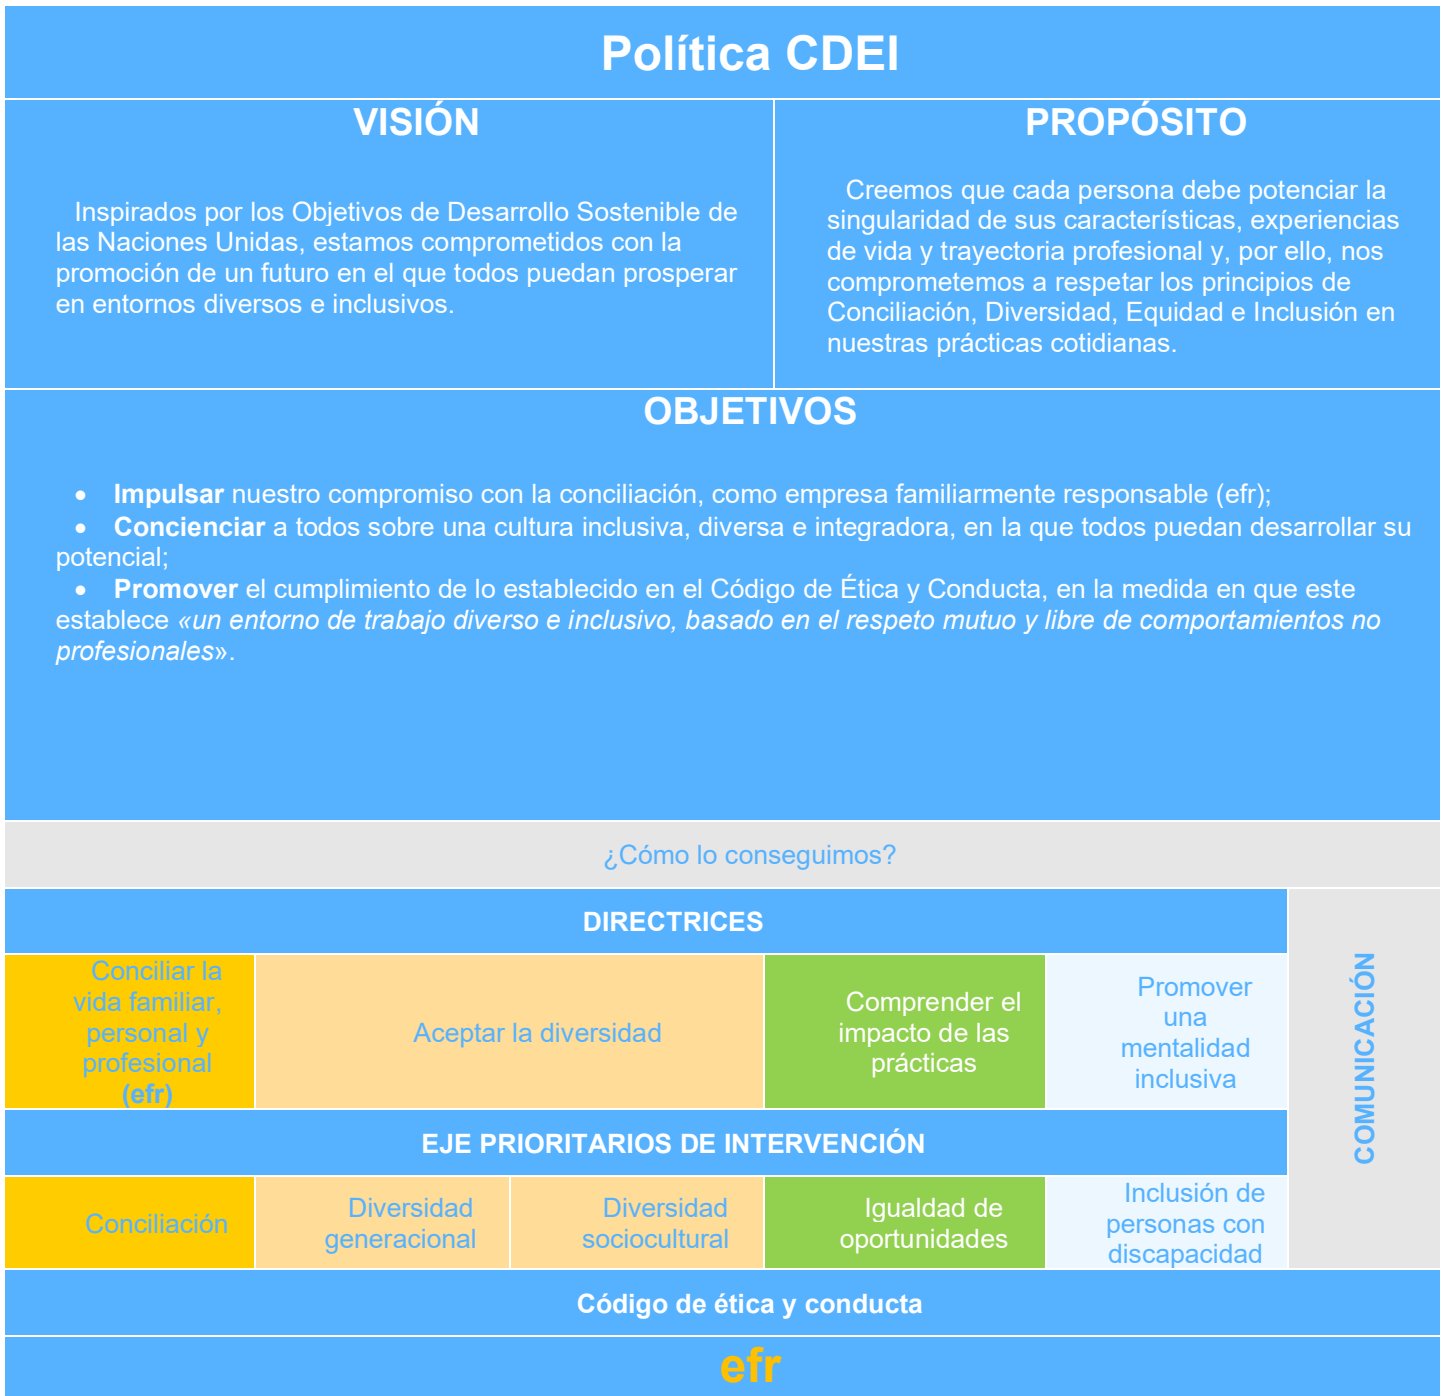 Política CDEI
VISIÓN
Inspirados por los Objetivos de Desarrollo Sostenible de
las Naciones Unidas, estamos comprometidos con la
promoción de un futuro en el que todos puedan prosperar
en entornos diversos e inclusivos.
PROPÓSITO
Creemos que cada persona debe potenciar la
singularidad de sus características, experiencias
de vida y trayectoria profesional y, por ello, nos
comprometemos a respetar los principios de
Conciliación, Diversidad, Equidad e Inclusión en
nuestras prácticas cotidianas.
OBJETIVOS
• Impulsar nuestro compromiso con la conciliación, como empresa familiarmente responsable (efr);
• Concienciar a todos sobre una cultura inclusiva, diversa e integradora, en la que todos puedan desarrollar su
potencial;
• Promover el cumplimiento de lo establecido en el Código de Ética y Conducta, en la medida en que este
establece «un entorno de trabajo diverso e inclusivo, basado en el respeto mutuo y libre de comportamientos no
profesionales».
¿Cómo lo conseguimos?
DIRECTRICES
Conciliar la
vida familiar,
personal y
profesional
(efr)
Aceptar la diversidad
Comprender el
impacto de las
prácticas
Promover
una
mentalidad
inclusiva
COMUNICACIÓN
EJE PRIORITARIOS DE INTERVENCIÓN
Conciliación
Diversidad
generacional
Diversidad
sociocultural
Igualdad de
oportunidades
Inclusión de
personas con
discapacidad
Código de ética y conducta
efr